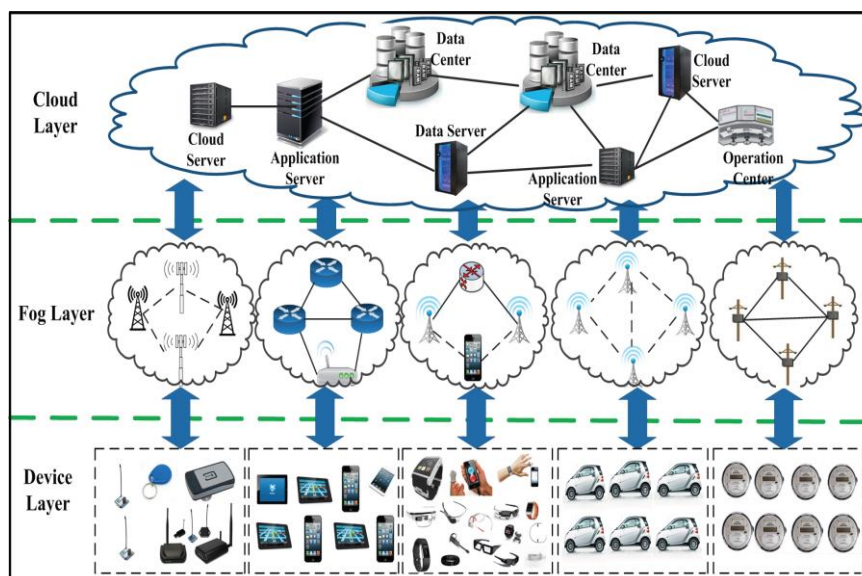 Cloud
Layer
Data
Center
Data
Center
Cloud
Server
Cloud
Server
Application
Server
Data Server
Application
Server
Operation
Center
Fog Layer
Device
Layer